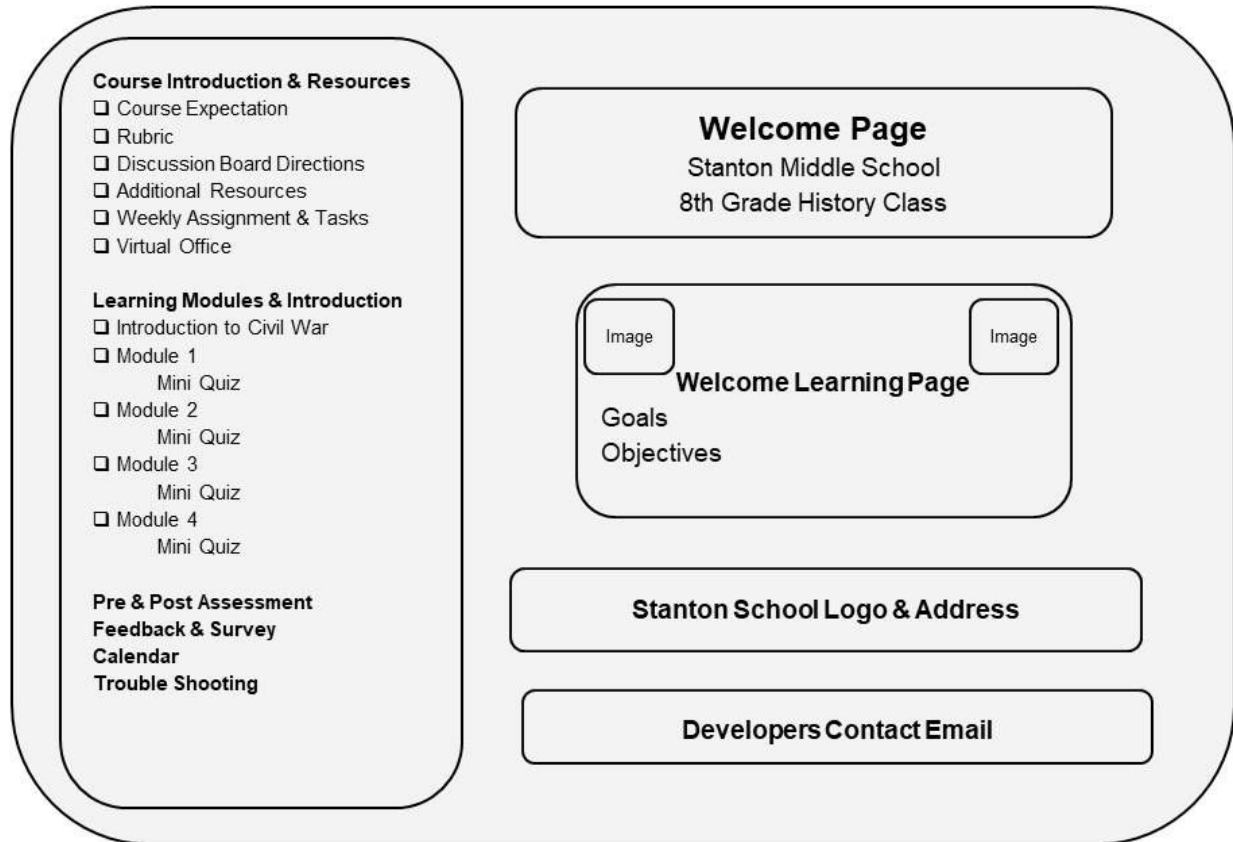 Course Introduction & Resources
❑ Course Expectation
❑ Rubric
❑ Discussion Board Directions
❑ Additional Resources
❑ Weekly Assignment & Tasks
❑ Virtual Office
Learning Modules & Introduction
❑ Introduction to Civil War
❑ Module 1
Mini Quiz
❑ Module 2
Mini Quiz
❑ Module 3
Mini Quiz
❑ Module 4
Mini Quiz
Pre & Post Assessment
Feedback & Survey
Calendar
Trouble Shooting
Welcome Page
Stanton Middle School
8th Grade History Class
Image
Image
Welcome Learning Page
Goals
Objectives
Stanton School Logo & Address
Developers Contact Email